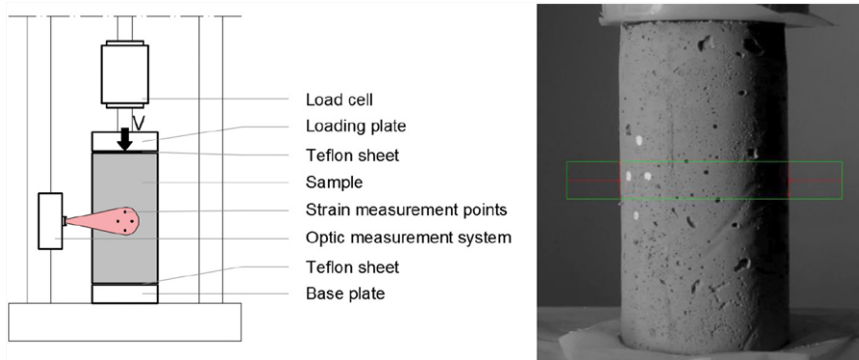 V
Load cell
Loading plate
Teflon sheet
Sample
Strain measurement points
Optic measurement system
Teflon sheet
Base plate